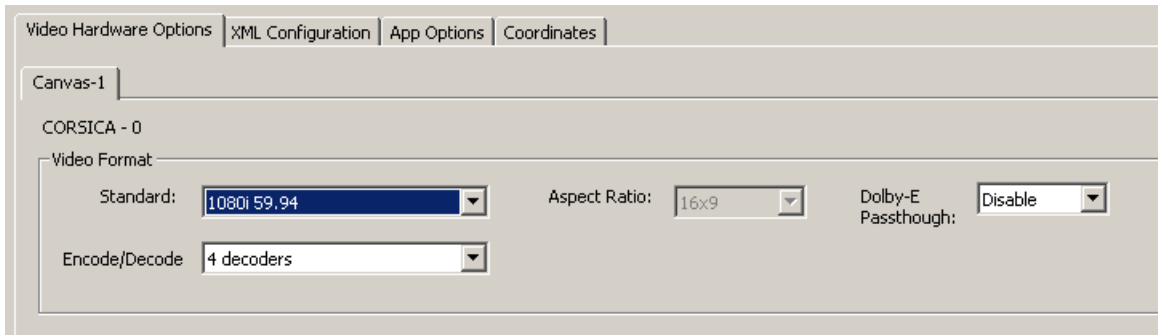 Video Hardware Options XML Configuration App Options Coordinates
Canvas-1
CORSICA - 0
Video Format
Standard: 1080i 59.94 Aspect Ratio: 16x9 Dolby-E Passthough: Disable
Encode/Decode 4 decoders